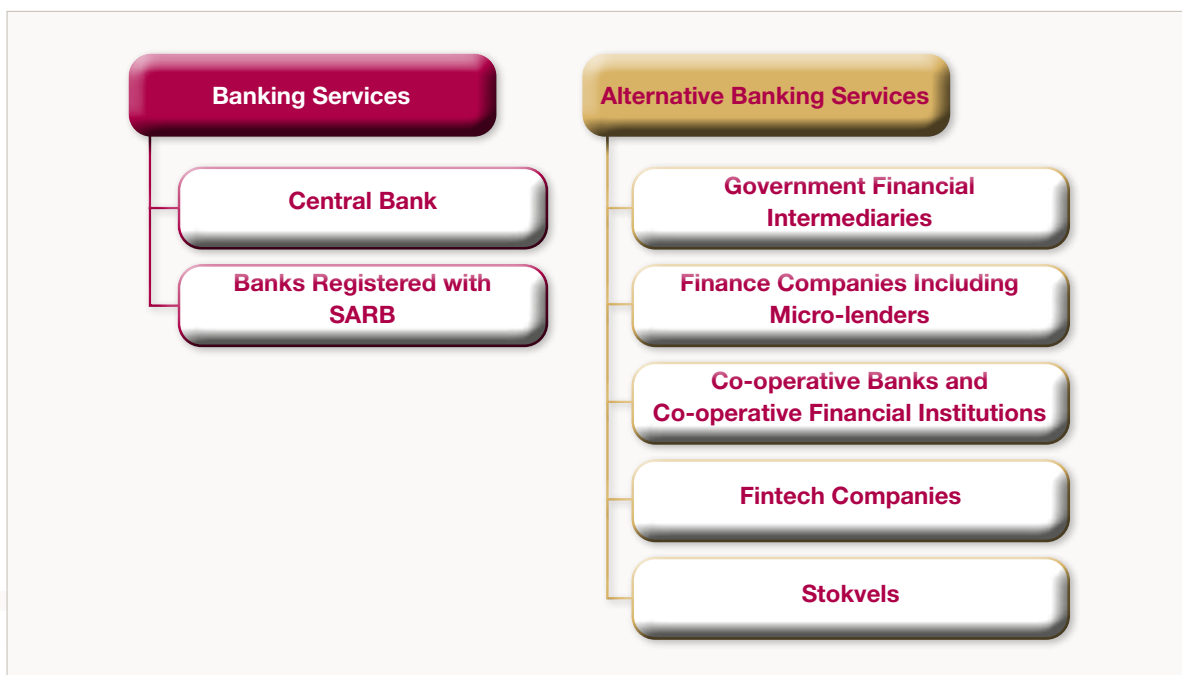 Banking Services
Central Bank
Banks Registered with
SARB
Alternative Banking Services
Government Financial
Intermediaries
Finance Companies Including
Micro-lenders
Co-operative Banks and
Co-operative Financial Institutions
Fintech Companies
Stokvels